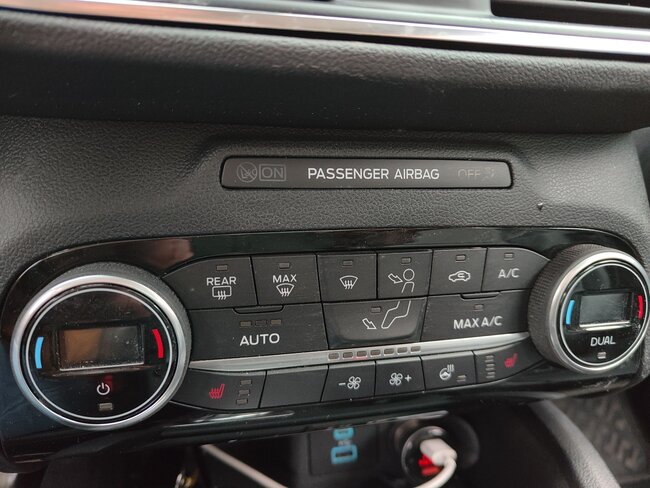 ON PASSENGER AIRBAG OFF
REAR MAX A/C
AUTO MAX A/C
DUAL